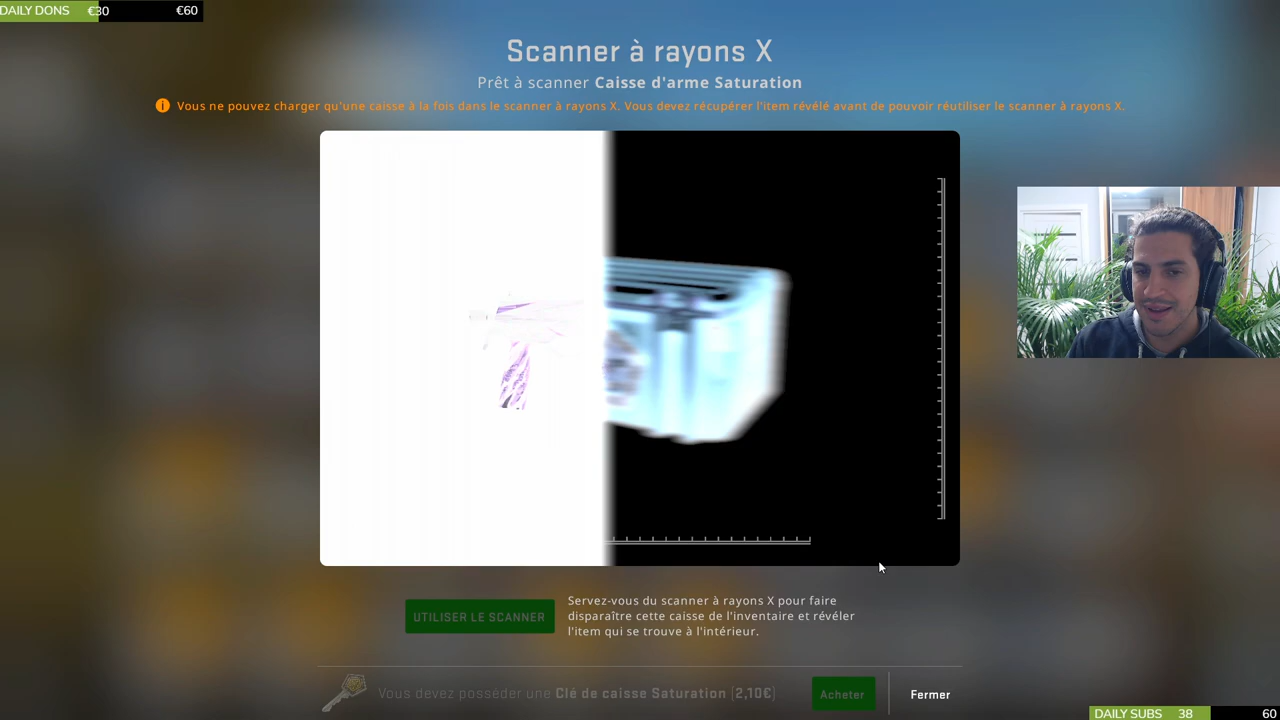 DAILY DONS €30 €60
Scanner à rayons X
Prêt à scanner Caisse d'arme Saturation
Vous ne pouvez charger qu'une caisse à la fois dans le scanner à rayons X. Vous devez récupérer l'item révélé avant de pouvoir réutiliser le scanner à rayons X.
UTILISER LE SCANNER
Servez-vous du scanner à rayons X pour faire
disparaître cette caisse de l'inventaire et révéler
l'item qui se trouve à l'intérieur.
Vous devez posséder une Clé de caisse Saturation (2,10€)
Acheter
Fermer
DAILY SUBS 38 60